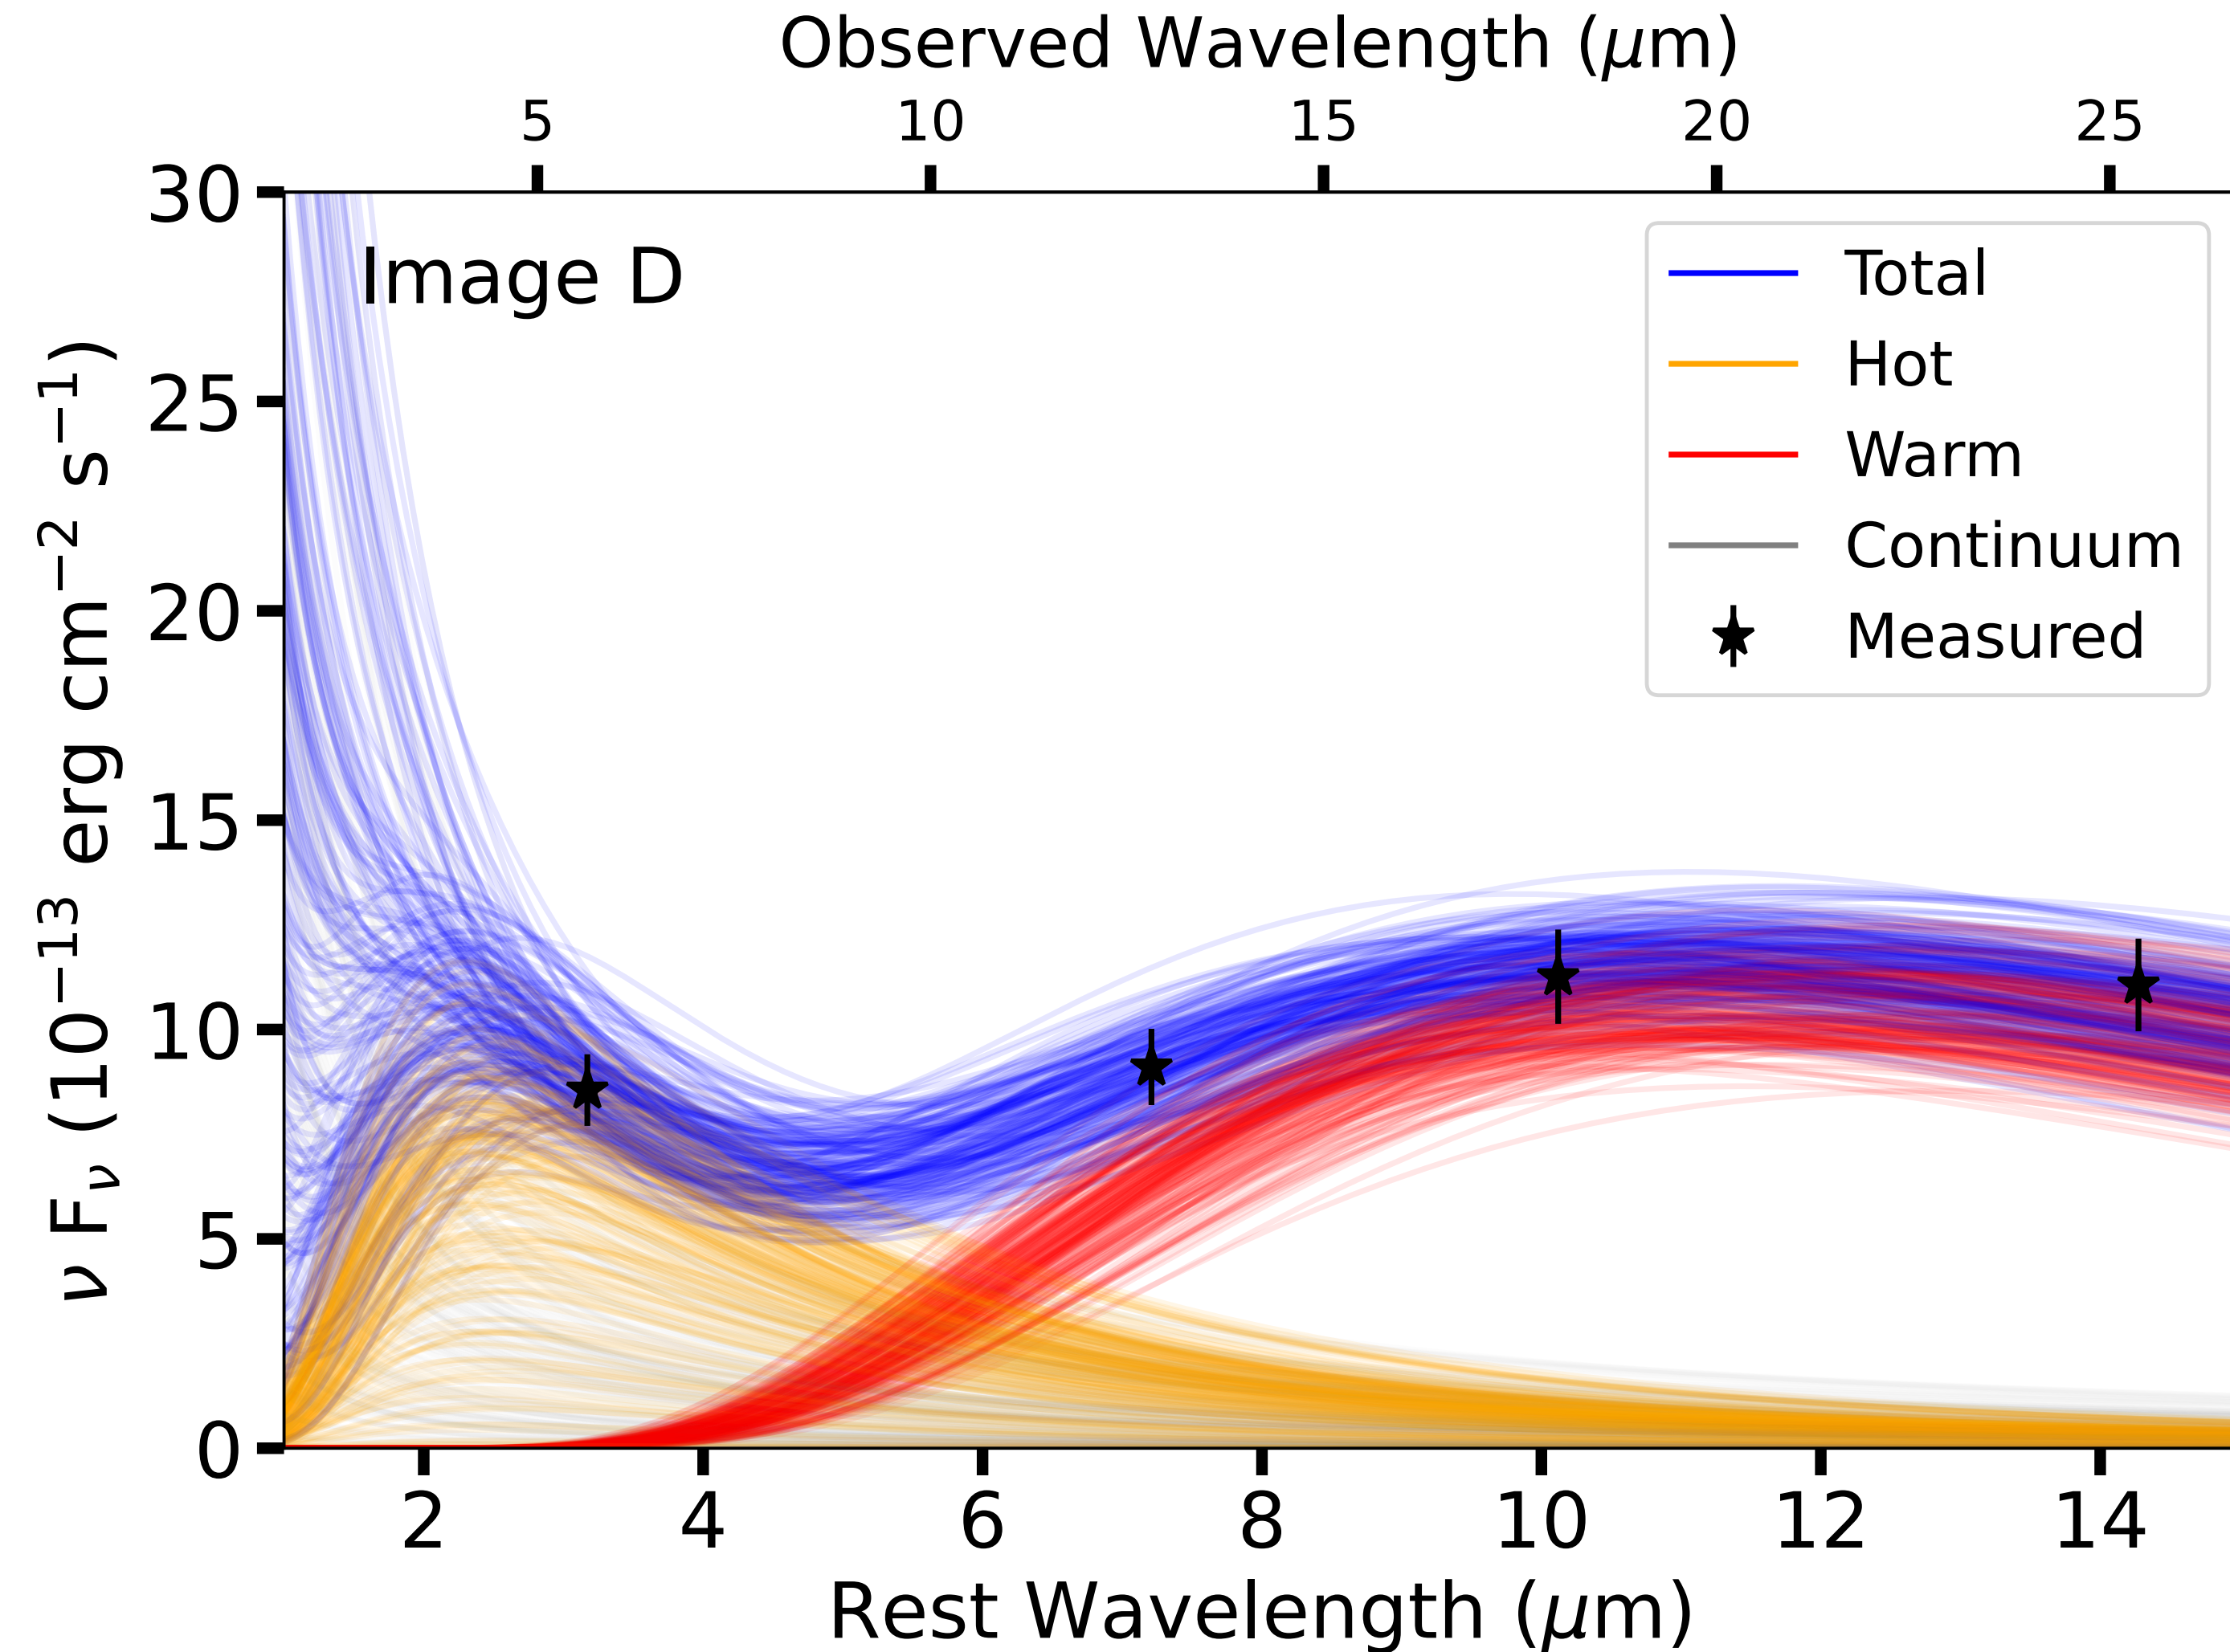 Observed Wavelength (μm)
5 10 15 20 25
30
25
20
15
10
5
0
ν Fν (10⁻¹³ erg cm⁻² s⁻¹)
Image D
Total
Hot
Warm
Continuum
Measured
2 4 6 8 10 12 14
Rest Wavelength (μm)